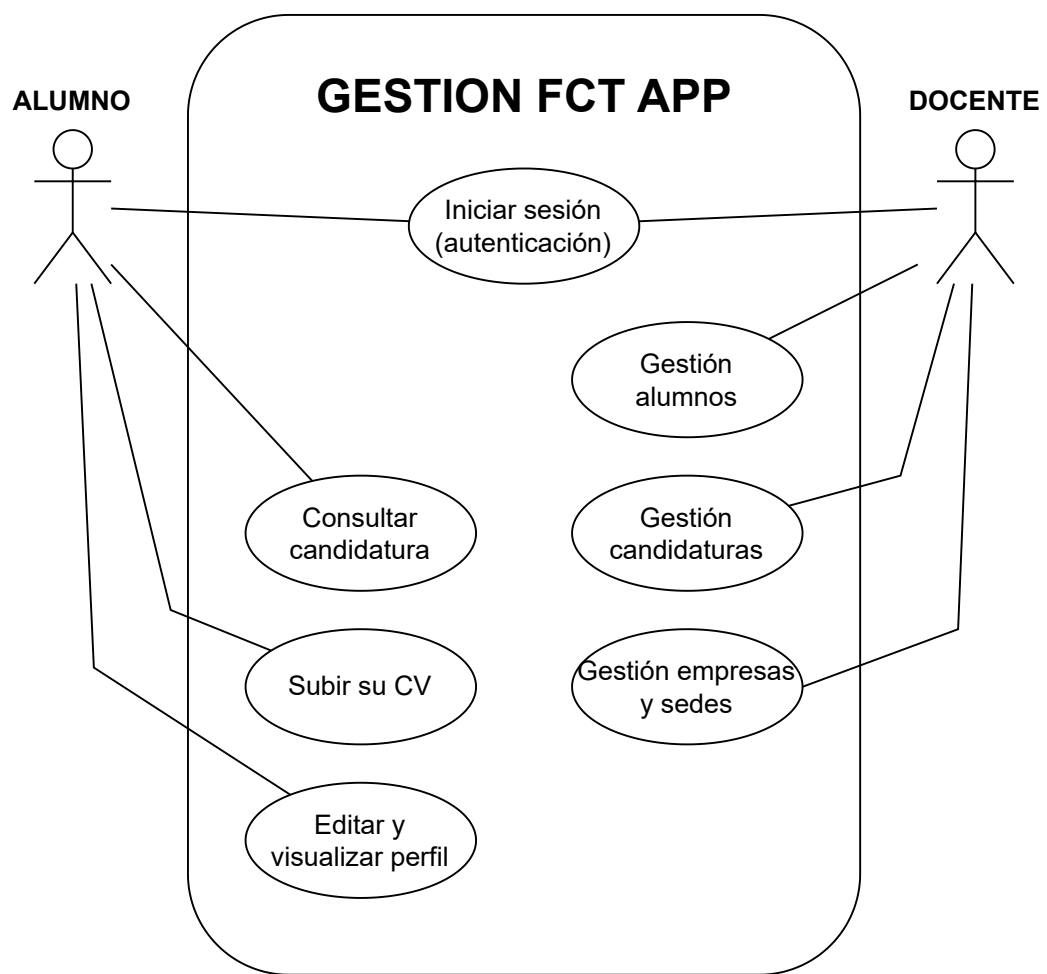 GESTION FCT APP
ALUMNO
DOCENTE
Iniciar sesión
(autenticación)
Gestión
alumnos
Consultar
candidatura
Gestión
candidaturas
Subir su CV
Gestión empresas
y sedes
Editar y
visualizar perfil